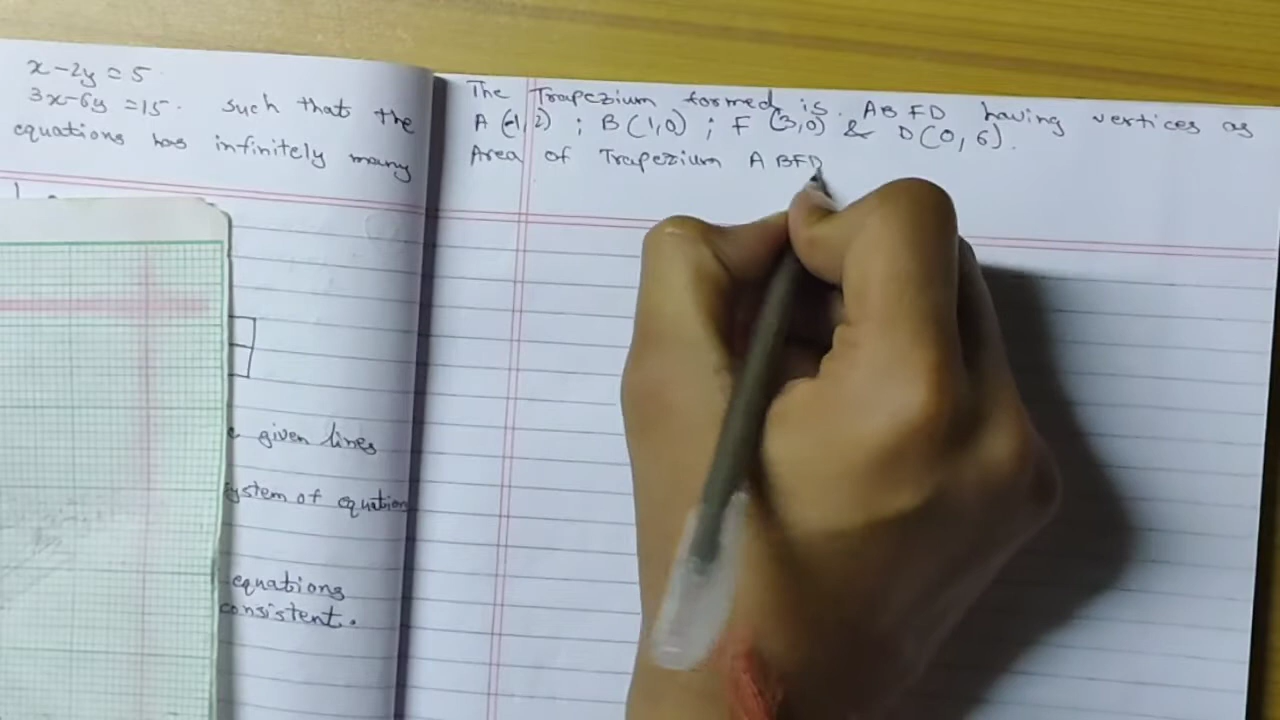 x - 2y = 5
3x - 6y = 15. such that the
equations has infinitely many
given lines
system of equation
equations
consistent.
The Trapezium formed is ABFD having vertices as
A (-1, 2) ; B (1,0) ; F (3,0) & D (0, 6).
Area of Trapezium ABFD